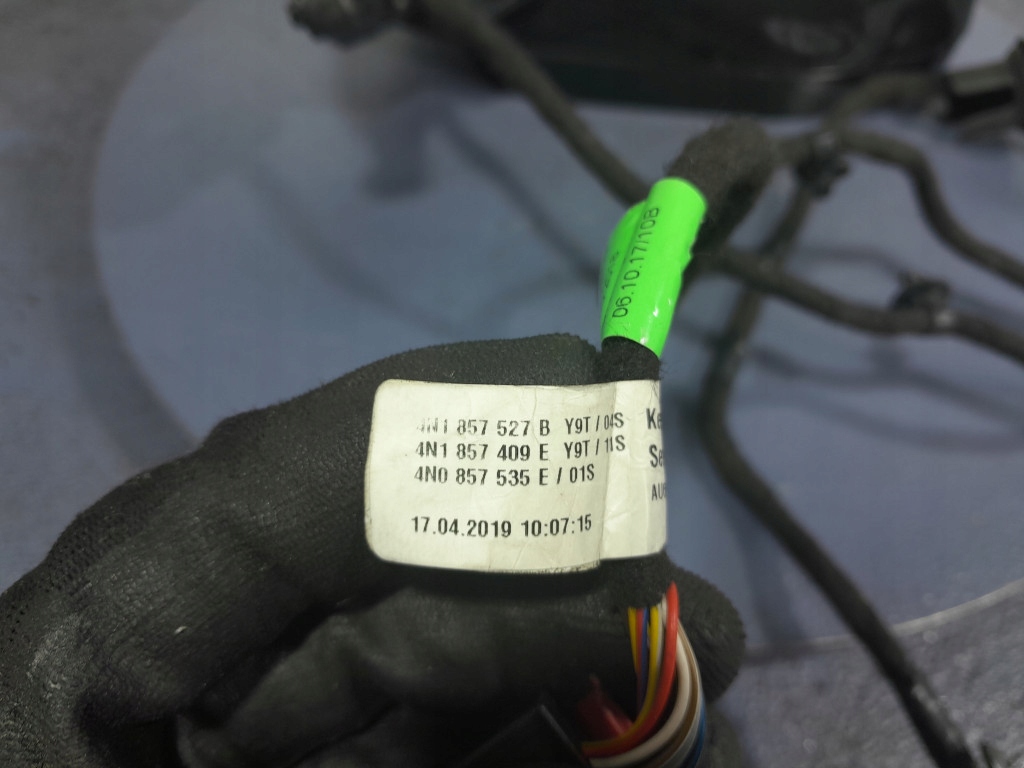 06.10.17/10B
4N1 857 527 B Y9T / 04S
4N1 857 409 E Y9T / 10S
4N0 857 535 E / 01S
17.04.2019 10:07:15